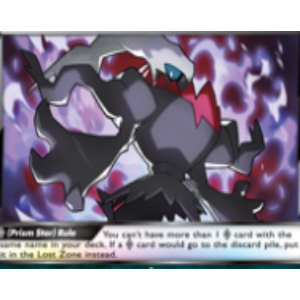 ◇ (Prism Star) Rule You can't have more than 1 ◇ card with the
same name in your deck. If a ◇ card would go to the discard pile, put
it in the Lost Zone instead.